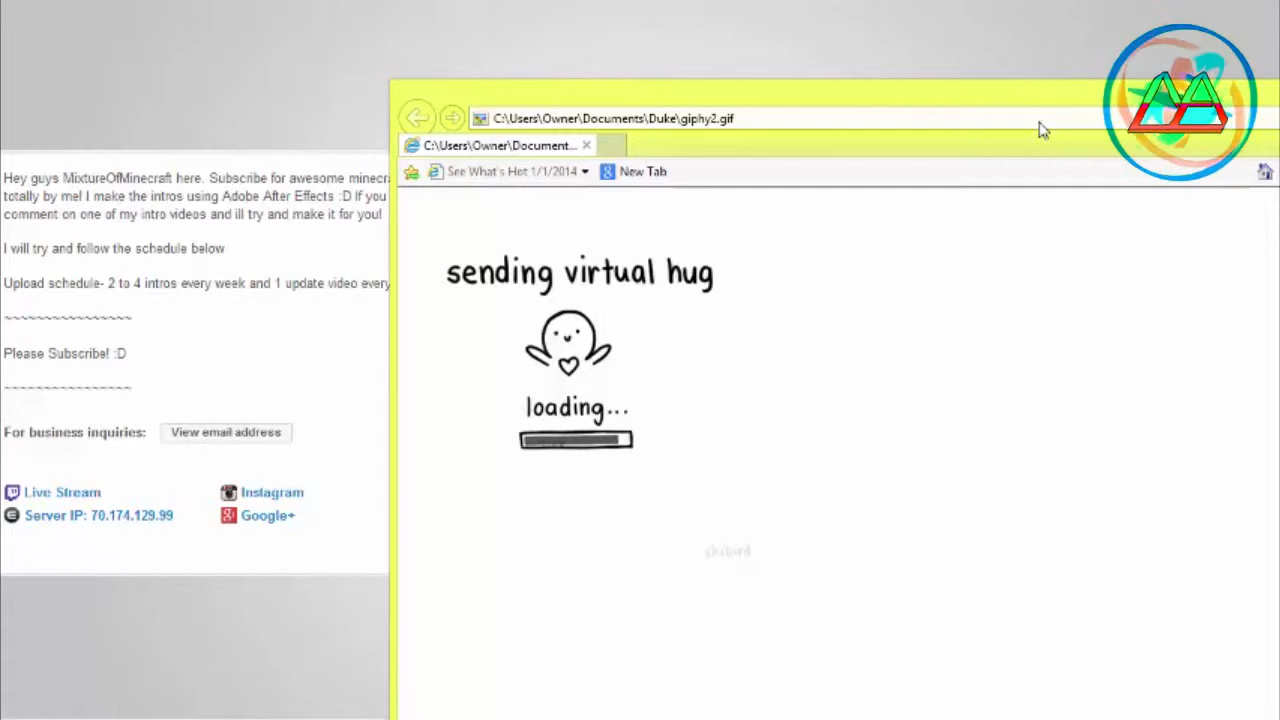 C:\Users\Owner\Documents\Duke\giphy2.gif
C:\Users\Owner\Document...
See What's Hot 1/1/2014
New Tab
Hey guys MixtureOfMinecraft here. Subscribe for awesome minecr
totally by me! I make the intros using Adobe After Effects :D If you
comment on one of my intro videos and ill try and make it for you!
I will try and follow the schedule below
Upload schedule- 2 to 4 intros every week and 1 update video every
~~~~~~~~~~~~~~~~
Please Subscribe! :D
~~~~~~~~~~~~~~~~
For business inquiries: View email address
Live Stream
Instagram
Server IP: 70.174.129.99
Google+
sending virtual hug
loading...
chibird